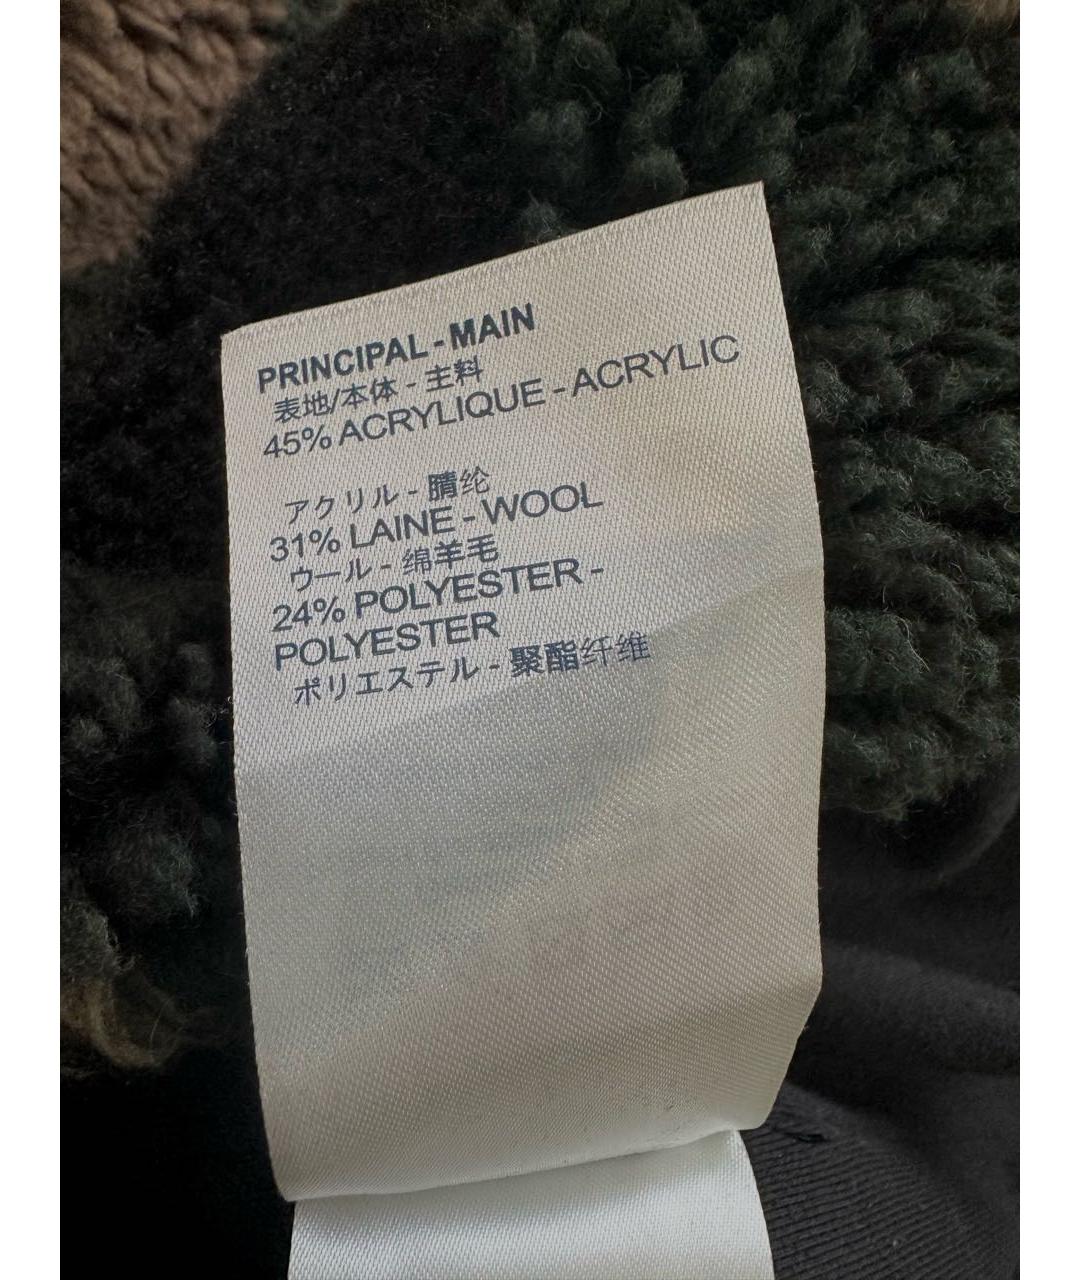 PRINCIPAL - MAIN
表地/本体 - 主料
45% ACRYLIQUE - ACRYLIC
アクリル - 腈纶
31% LAINE - WOOL
ウール - 绵羊毛
24% POLYESTER -
POLYESTER
ポリエステル - 聚酯纤维